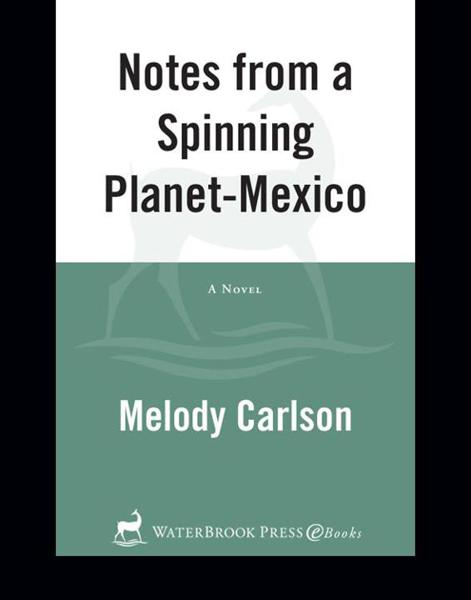 Notes from a
Spinning
Planet-Mexico
A Novel
Melody Carlson
WaterBrook Press eBooks